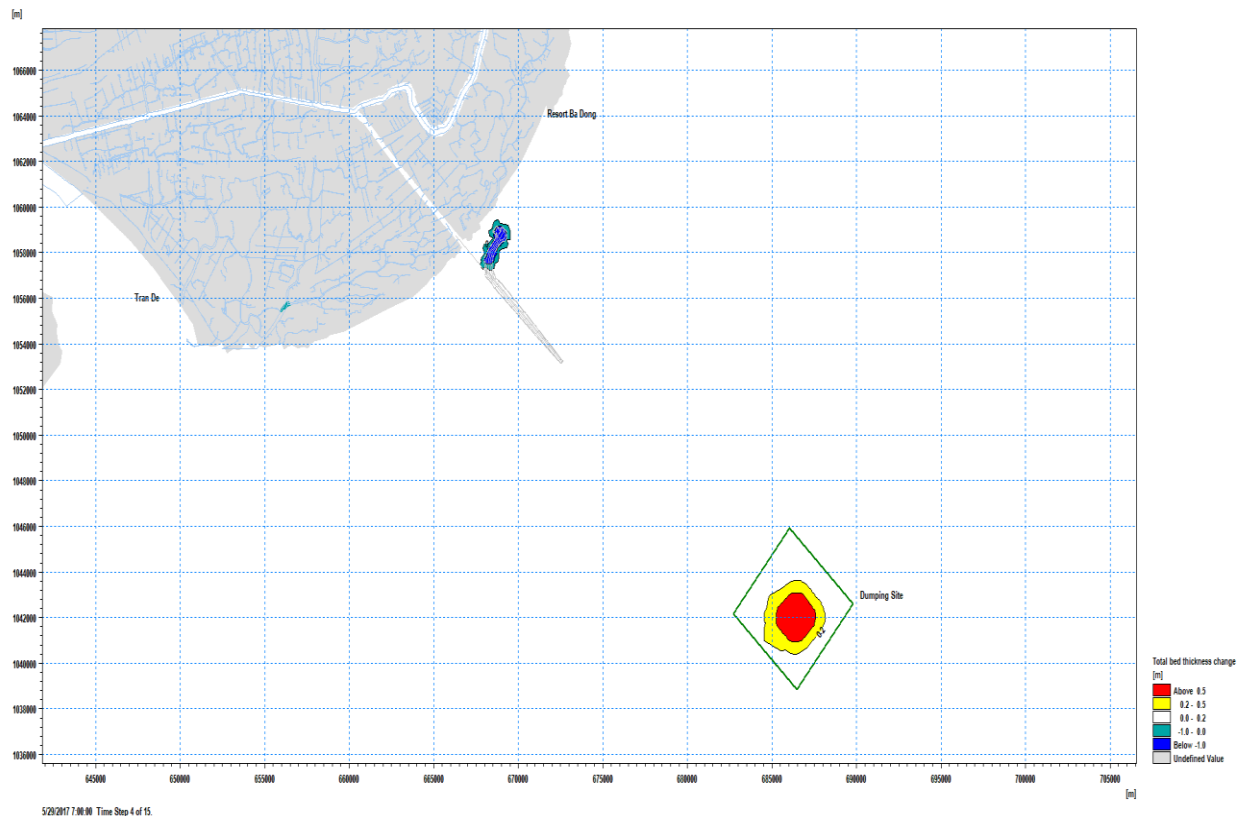 [m]
1066000
1064000
Resort Ba Dong
1062000
1060000
1058000
1056000
Tran De
1054000
1052000
1050000
1048000
1046000
1044000
1042000
Dumping Site
0.2
1040000
1038000
1036000
645000 650000 655000 660000 665000 670000 675000 680000 685000 690000 695000 700000 705000
[m]
Total bed thickness change
[m]
Above 0.5
0.2 - 0.5
0.0 - 0.2
-1.0 - 0.0
Below -1.0
Undefined Value
5/29/2017 7:00:00 Time Step 4 of 15.